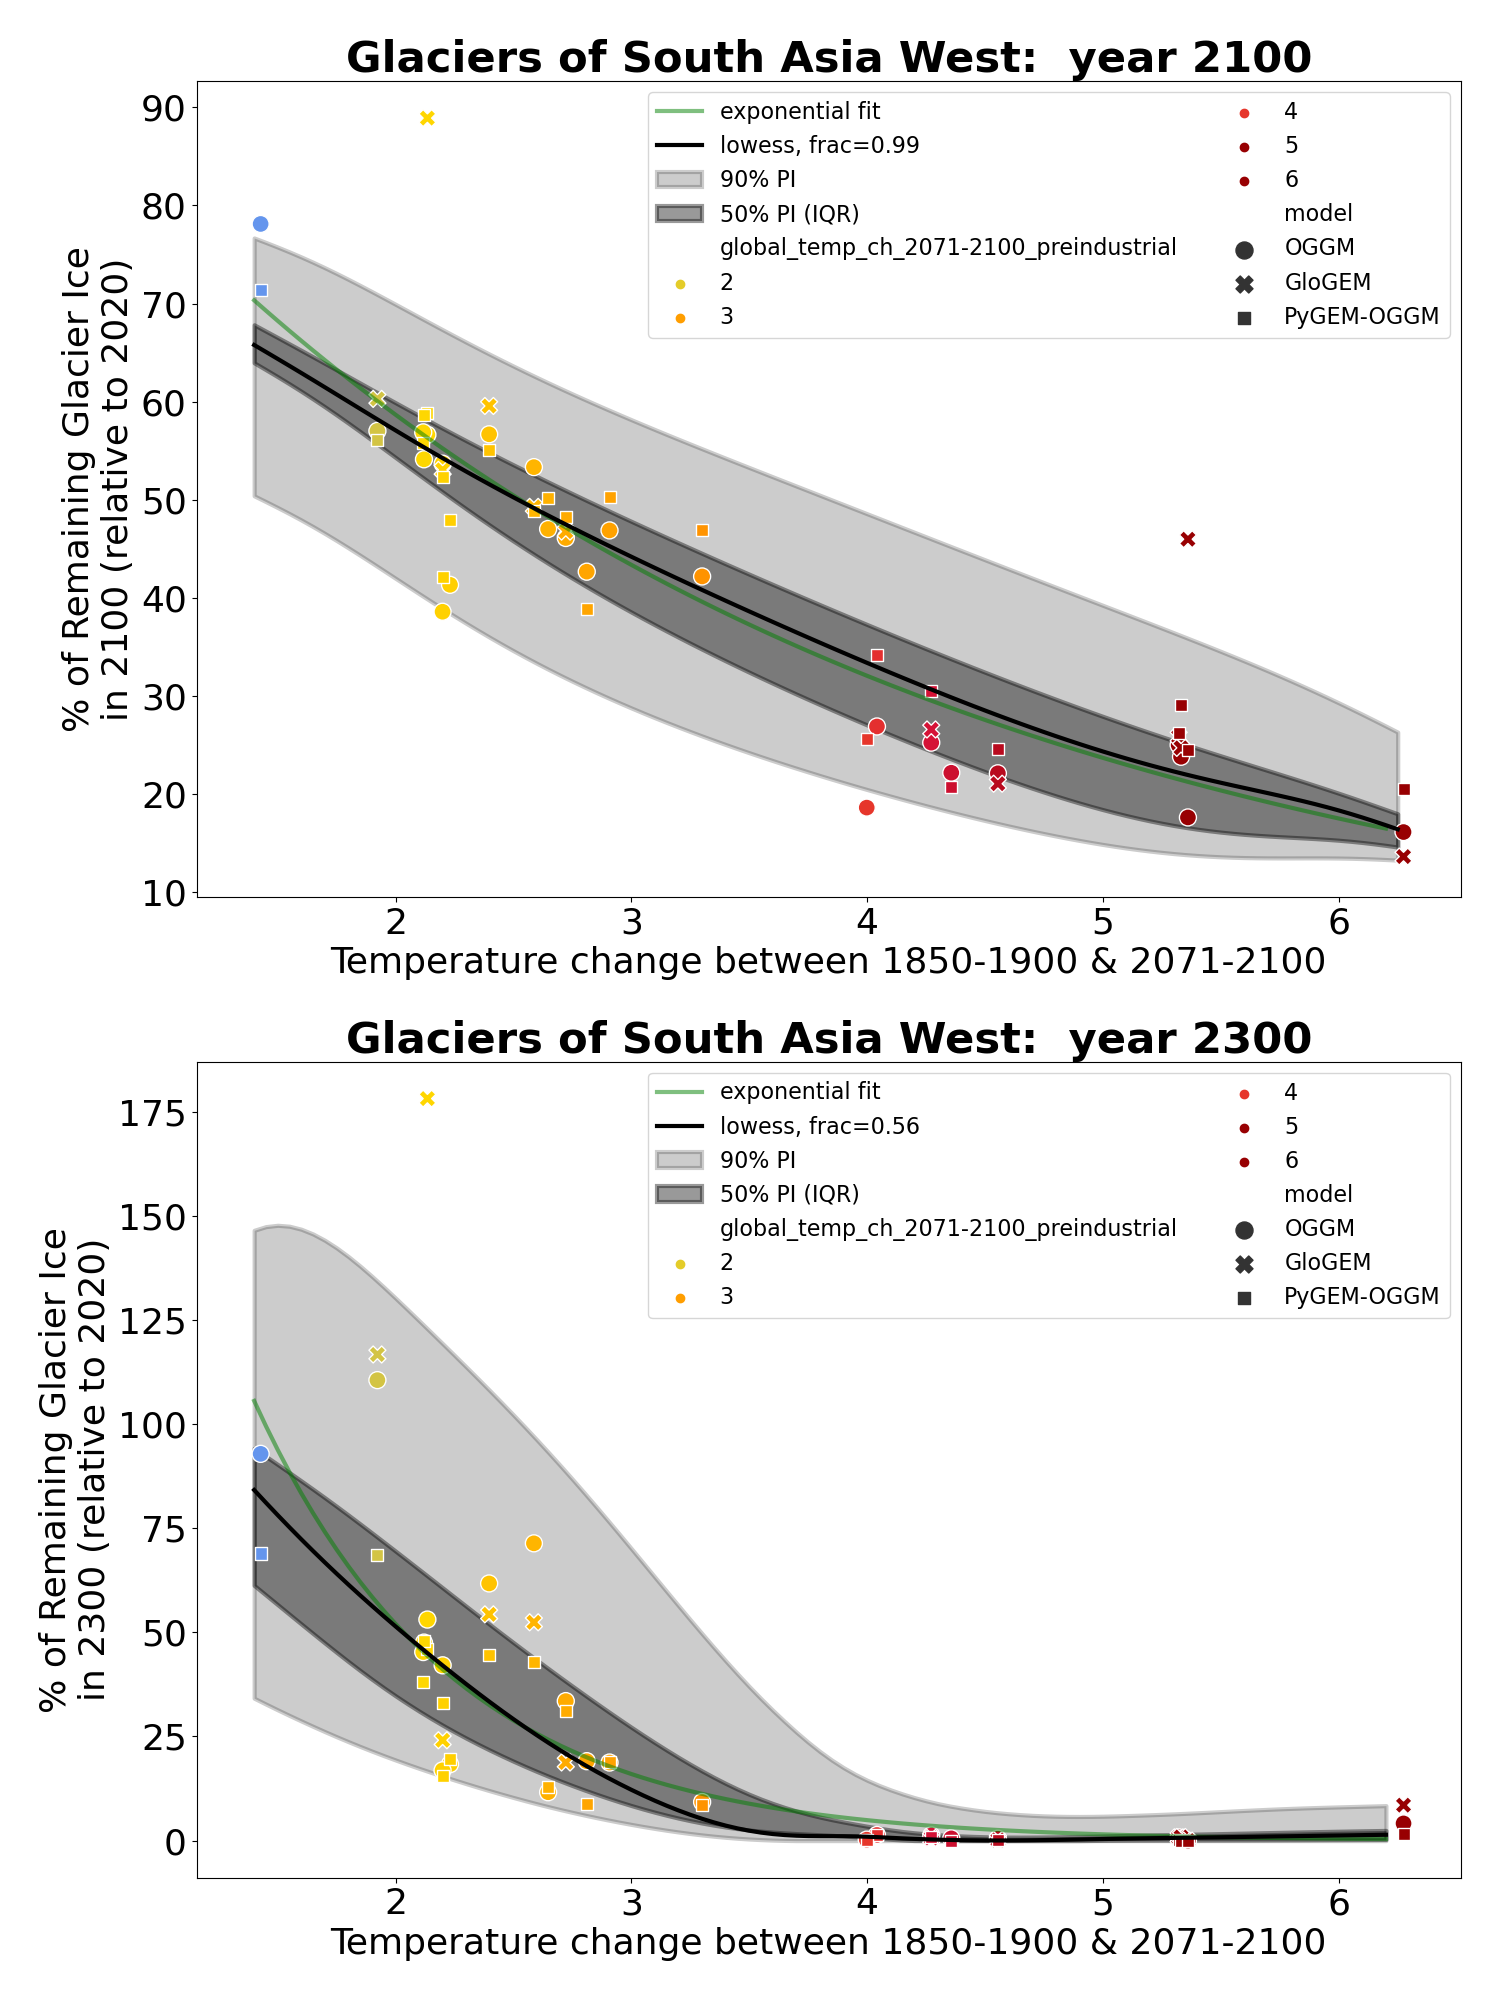 Glaciers of South Asia West:  year 2100
% of Remaining Glacier Ice
in 2100 (relative to 2020)
90
80
70
60
50
40
30
20
10
exponential fit
lowess, frac=0.99
90% PI
50% PI (IQR)
global_temp_ch_2071-2100_preindustrial
2
3
4
5
6
model
OGGM
GloGEM
PyGEM-OGGM
2
3
4
5
6
Temperature change between 1850-1900 & 2071-2100
Glaciers of South Asia West:  year 2300
% of Remaining Glacier Ice
in 2300 (relative to 2020)
175
150
125
100
75
50
25
0
exponential fit
lowess, frac=0.56
90% PI
50% PI (IQR)
global_temp_ch_2071-2100_preindustrial
2
3
4
5
6
model
OGGM
GloGEM
PyGEM-OGGM
2
3
4
5
6
Temperature change between 1850-1900 & 2071-2100